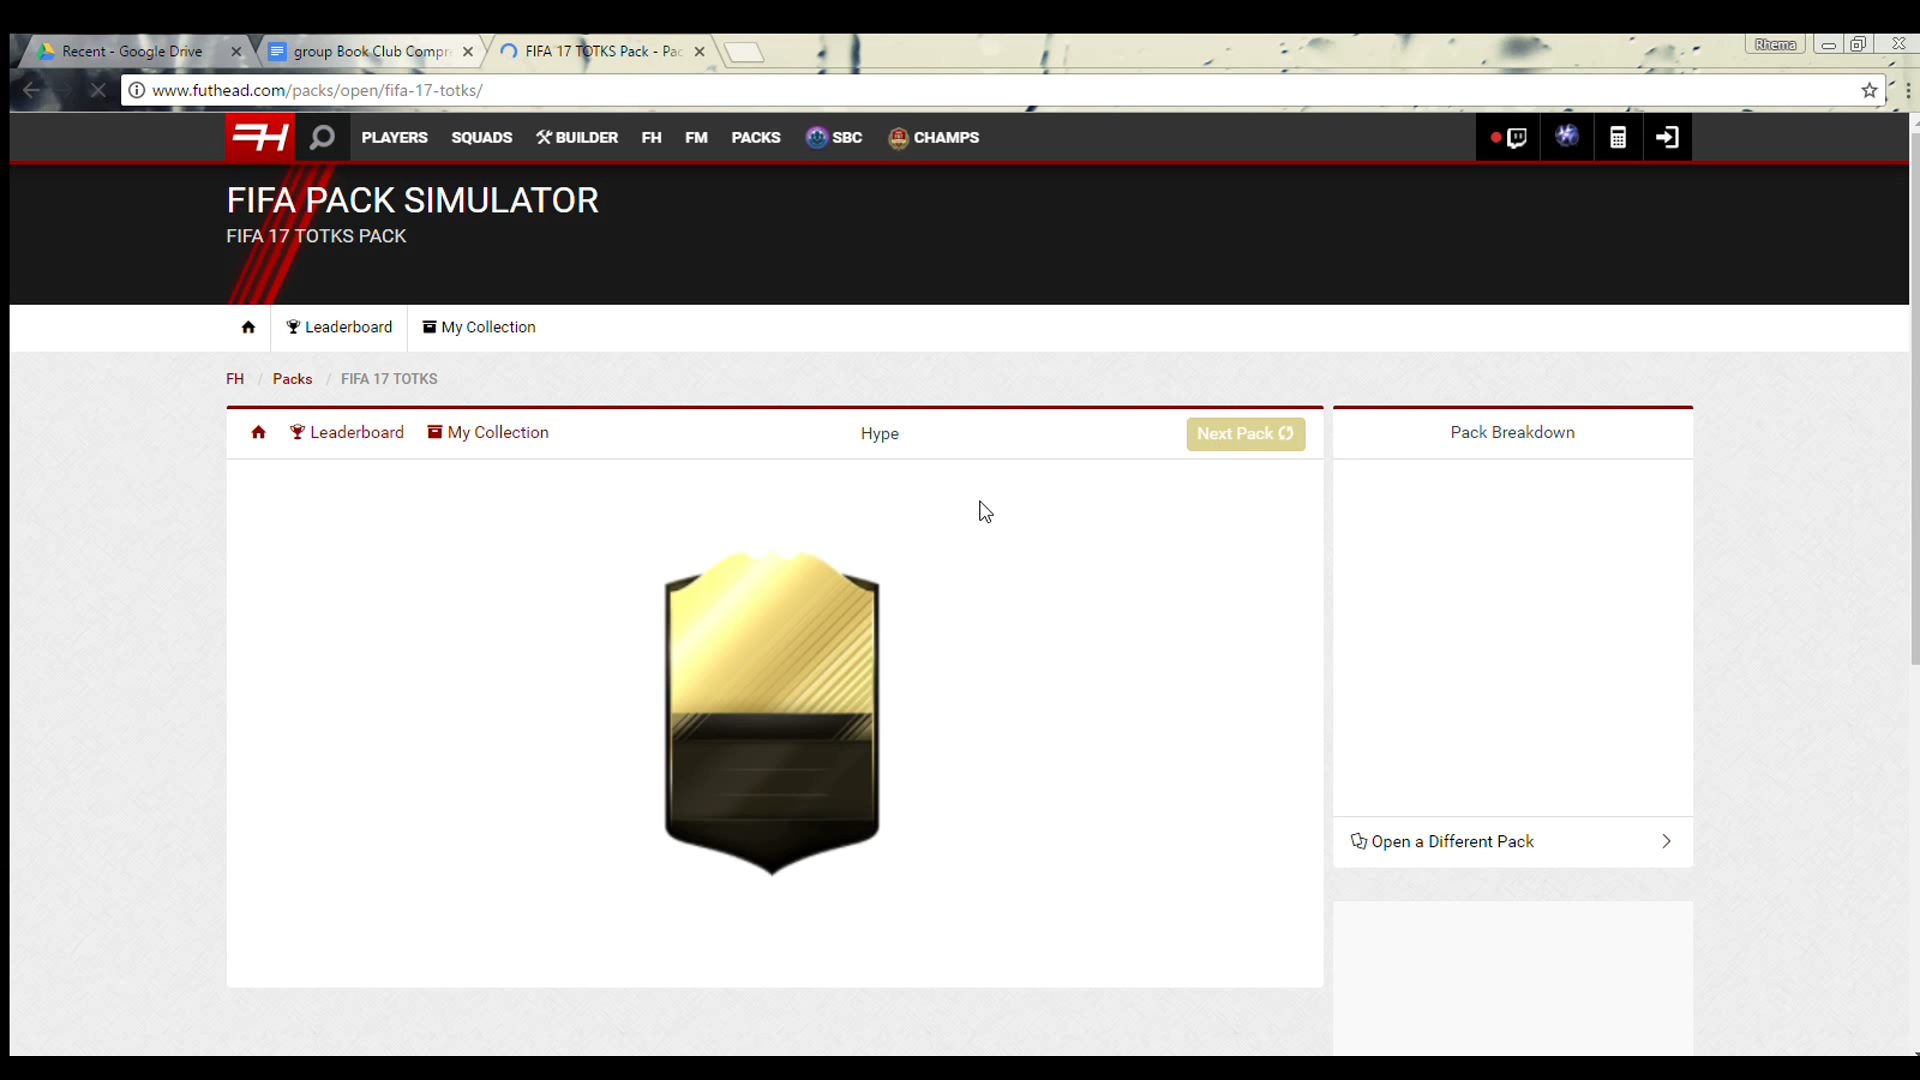 Recent - Google Drive
group Book Club Compr
FIFA 17 TOTKS Pack - Pac
Rhema
www.futhead.com/packs/open/fifa-17-totks/
FH
PLAYERS
SQUADS
BUILDER
FH
FM
PACKS
SBC
CHAMPS
FIFA PACK SIMULATOR
FIFA 17 TOTKS PACK
Leaderboard
My Collection
FH / Packs / FIFA 17 TOTKS
Leaderboard
My Collection
Hype
Next Pack
Pack Breakdown
Open a Different Pack